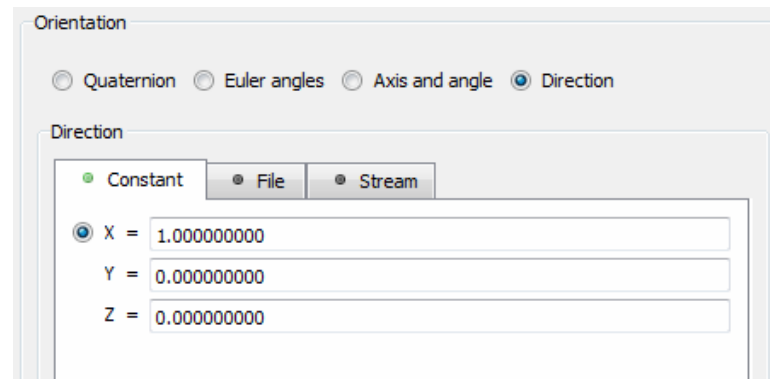 Orientation
Quaternion Euler angles Axis and angle Direction
Direction
Constant File Stream
X = 1.000000000
Y = 0.000000000
Z = 0.000000000